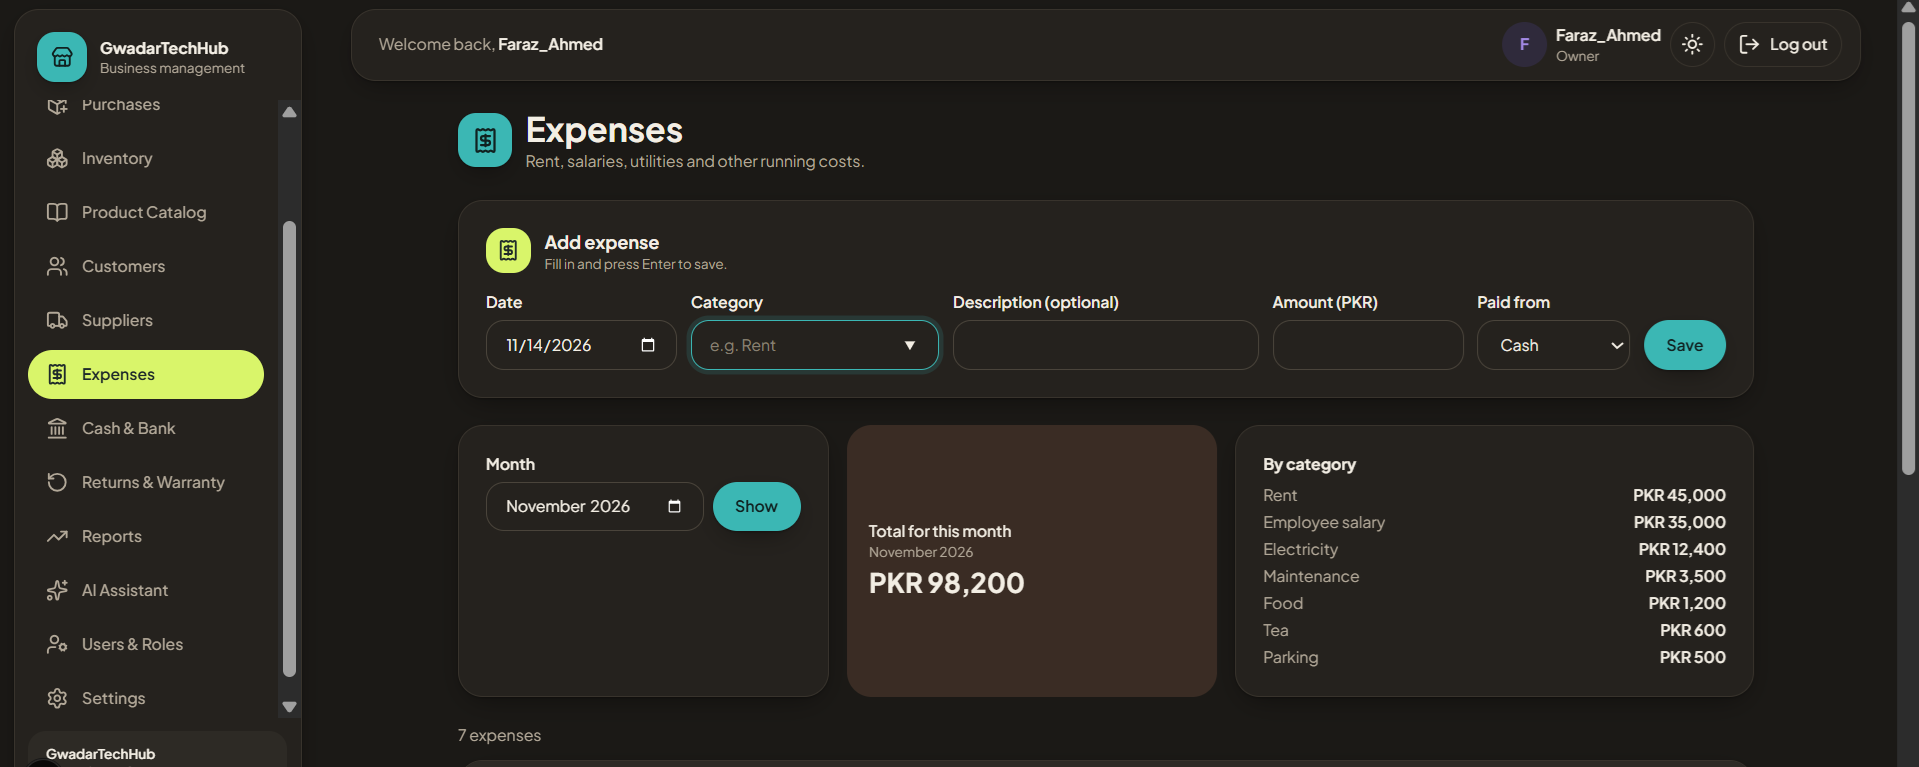 GwadarTechHub
Business management
Purchases
Inventory
Product Catalog
Customers
Suppliers
Expenses
Cash & Bank
Returns & Warranty
Reports
AI Assistant
Users & Roles
Settings
GwadarTechHub
Welcome back, Faraz_Ahmed
F
Faraz_Ahmed
Owner
Log out
Expenses
Rent, salaries, utilities and other running costs.
Add expense
Fill in and press Enter to save.
Date Category Description (optional) Amount (PKR) Paid from
11/14/2026 e.g. Rent Cash Save
Month
November 2026 Show
Total for this month
November 2026
PKR 98,200
By category
Rent PKR 45,000
Employee salary PKR 35,000
Electricity PKR 12,400
Maintenance PKR 3,500
Food PKR 1,200
Tea PKR 600
Parking PKR 500
7 expenses